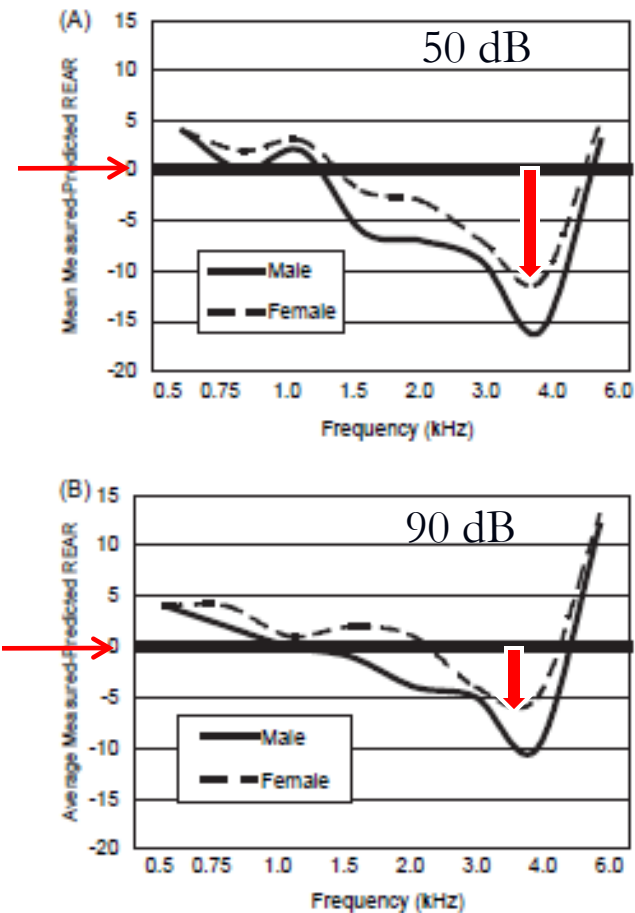 (A)
50 dB
Mean Measured-Predicted REAR
15
10
5
0
-5
-10
-15
-20
Male
Female
0.5 0.75 1.0 1.5 2.0 3.0 4.0 6.0
Frequency (kHz)
(B)
90 dB
Average Measured-Predicted REAR
15
10
5
0
-5
-10
-15
-20
Male
Female
0.5 0.75 1.0 1.5 2.0 3.0 4.0 6.0
Frequency (kHz)